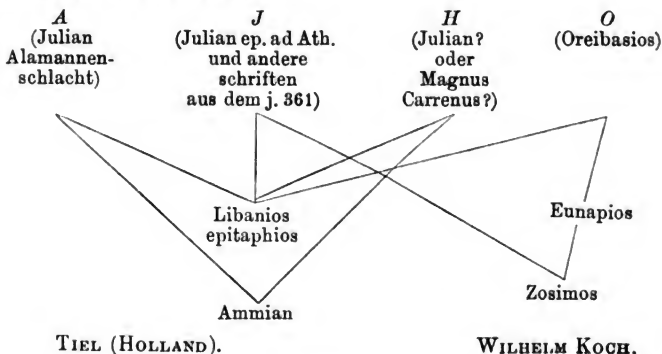 A J H O
(Julian (Julian ep. ad Ath. (Julian? (Oreibasios)
Alamannen- und andere oder
schlacht) schriften Magnus
aus dem j. 361) Carrenus?)
Libanios Eunapios
epitaphios
Zosimos
Ammian
TIEL (HOLLAND). WILHELM KOCH.